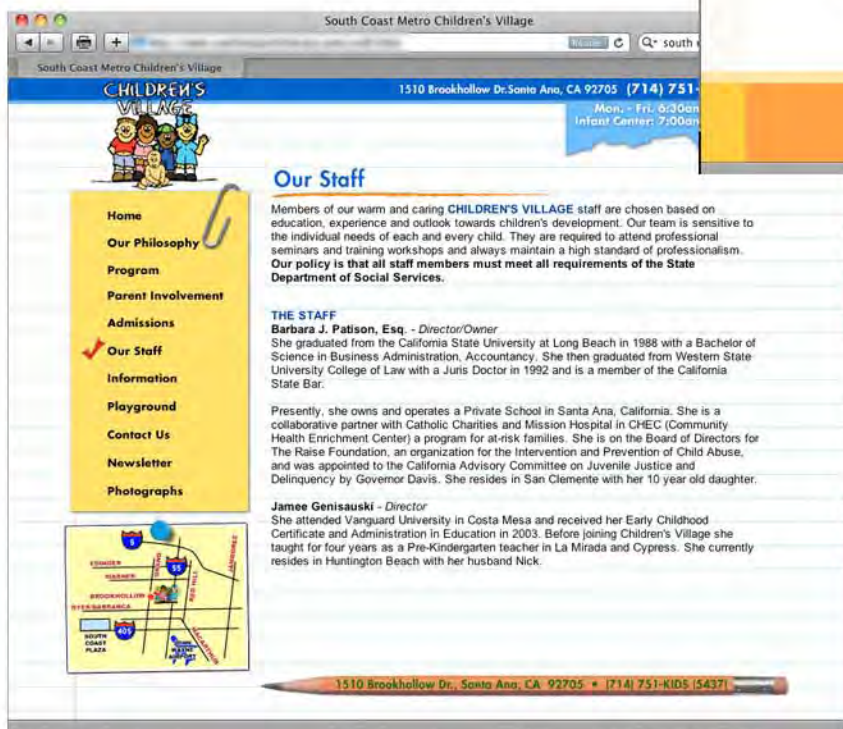 South Coast Metro Children's Village
Reader
Q- south
South Coast Metro Children's Village
CHILDREN'S
VILLAGE
1510 Brookhollow Dr.Santa Ana, CA 92705 (714) 751-
Mon. - Fri. 6:30am
Infant Center: 7:00am
Our Staff
Home
Our Philosophy
Program
Parent Involvement
Admissions
Our Staff
Information
Playground
Contact Us
Newsletter
Photographs
Members of our warm and caring CHILDREN'S VILLAGE staff are chosen based on
education, experience and outlook towards children's development. Our team is sensitive to
the individual needs of each and every child. They are required to attend professional
seminars and training workshops and always maintain a high standard of professionalism.
Our policy is that all staff members must meet all requirements of the State
Department of Social Services.
THE STAFF
Barbara J. Patison, Esq. - Director/Owner
She graduated from the California State University at Long Beach in 1988 with a Bachelor of
Science in Business Administration, Accountancy. She then graduated from Western State
University College of Law with a Juris Doctor in 1992 and is a member of the California
State Bar.
Presently, she owns and operates a Private School in Santa Ana, California. She is a
collaborative partner with Catholic Charities and Mission Hospital in CHEC (Community
Health Enrichment Center) a program for at-risk families. She is on the Board of Directors for
The Raise Foundation, an organization for the Intervention and Prevention of Child Abuse,
and was appointed to the California Advisory Committee on Juvenile Justice and
Delinquency by Governor Davis. She resides in San Clemente with her 10 year old daughter.
Jamee Genisauski - Director
She attended Vanguard University in Costa Mesa and received her Early Childhood
Certificate and Administration in Education in 2003. Before joining Children's Village she
taught for four years as a Pre-Kindergarten teacher in La Mirada and Cypress. She currently
resides in Huntington Beach with her husband Nick.
5
55
EDINGER
WARNER
GRAND
RED HILL
JAMBOREE
BROOKHOLLOW
DYER/BARRANCA
SOUTH
COAST
PLAZA
405
MACARTHUR
JOHN
WAYNE
AIRPORT
1510 Brookhollow Dr., Santa Ana, CA 92705 • (714) 751-KIDS (5437)